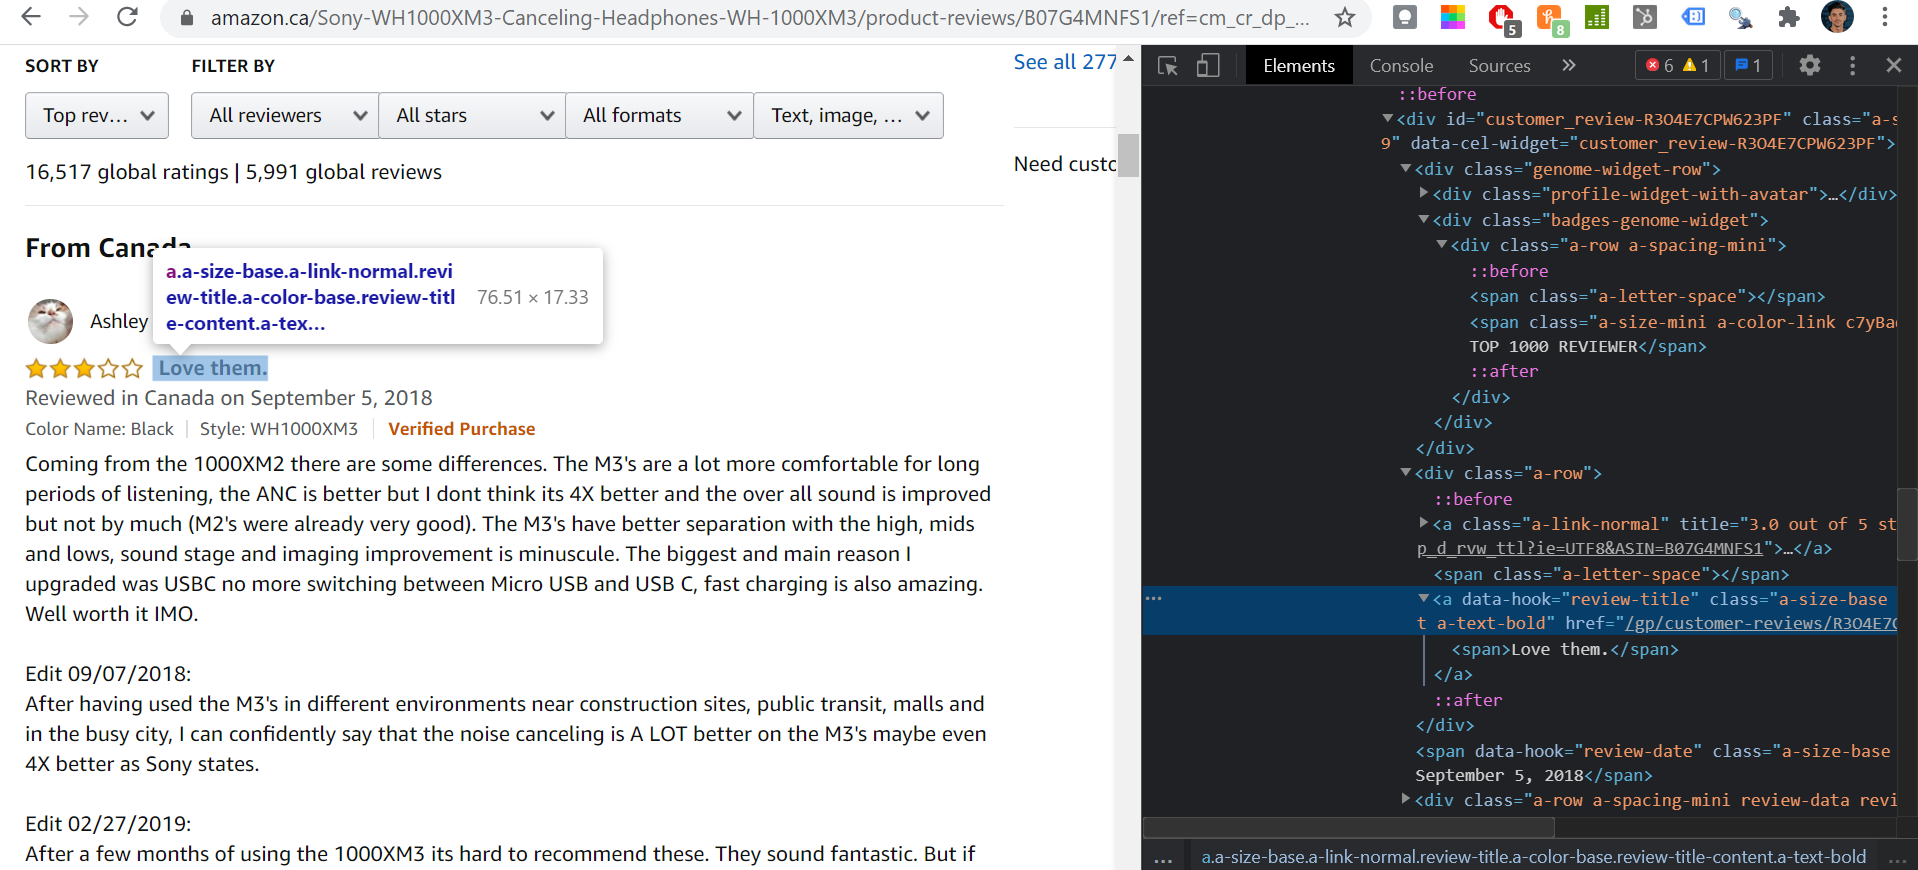 amazon.ca/Sony-WH1000XM3-Canceling-Headphones-WH-1000XM3/product-reviews/B07G4MNFS1/ref=cm_cr_dp_...
5
8
SORT BY
FILTER BY
See all 277
Top rev...
All reviewers
All stars
All formats
Text, image, ...
16,517 global ratings | 5,991 global reviews
Need custo
From Canada
a.a-size-base.a-link-normal.revi
ew-title.a-color-base.review-titl
e-content.a-tex...
76.51 × 17.33
Ashley
Love them.
Reviewed in Canada on September 5, 2018
Color Name: Black
Style: WH1000XM3
Verified Purchase
Coming from the 1000XM2 there are some differences. The M3's are a lot more comfortable for long
periods of listening, the ANC is better but I dont think its 4X better and the over all sound is improved
but not by much (M2's were already very good). The M3's have better separation with the high, mids
and lows, sound stage and imaging improvement is minuscule. The biggest and main reason I
upgraded was USBC no more switching between Micro USB and USB C, fast charging is also amazing.
Well worth it IMO.
Edit 09/07/2018:
After having used the M3's in different environments near construction sites, public transit, malls and
in the busy city, I can confidently say that the noise canceling is A LOT better on the M3's maybe even
4X better as Sony states.
Edit 02/27/2019:
After a few months of using the 1000XM3 its hard to recommend these. They sound fantastic. But if
Elements
Console
Sources
6
1
1
::before
<div id="customer_review-R3O4E7CPW623PF" class="a-s
9" data-cel-widget="customer_review-R3O4E7CPW623PF">
<div class="genome-widget-row">
<div class="profile-widget-with-avatar">…</div>
<div class="badges-genome-widget">
<div class="a-row a-spacing-mini">
::before
<span class="a-letter-space"></span>
<span class="a-size-mini a-color-link c7yBad
TOP 1000 REVIEWER</span>
::after
</div>
</div>
</div>
<div class="a-row">
::before
<a class="a-link-normal" title="3.0 out of 5 st
p_d_rvw_ttl?ie=UTF8&ASIN=B07G4MNFS1">…</a>
<span class="a-letter-space"></span>
<a data-hook="review-title" class="a-size-base
t a-text-bold" href="/gp/customer-reviews/R3O4E7C
<span>Love them.</span>
</a>
::after
</div>
<span data-hook="review-date" class="a-size-base
September 5, 2018</span>
<div class="a-row a-spacing-mini review-data revi
...
a.a-size-base.a-link-normal.review-title.a-color-base.review-title-content.a-text-bold
...